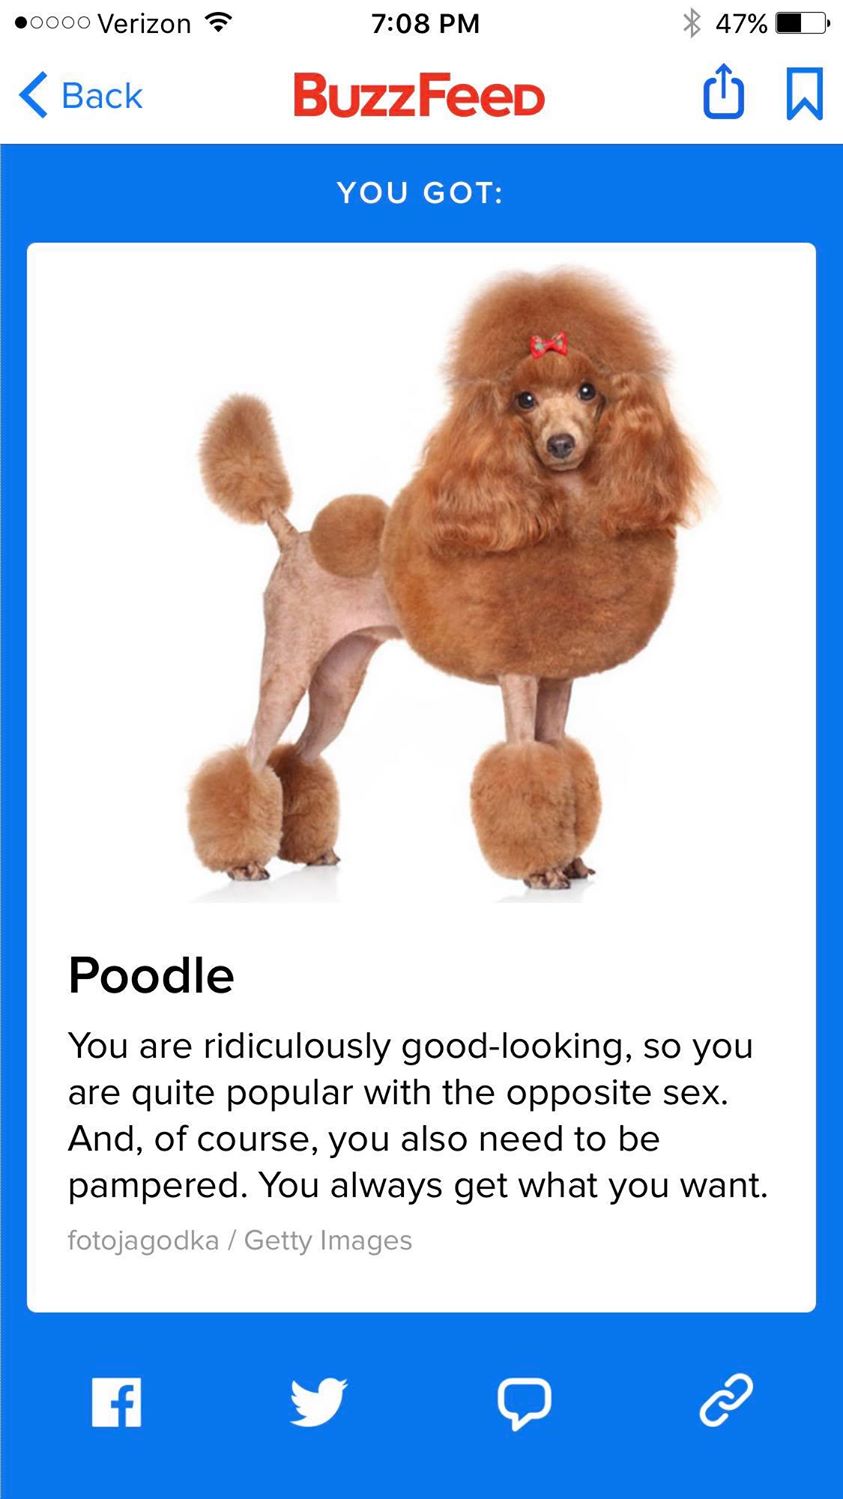 Verizon 7:08 PM 47%
Back BuzzFeeD
YOU GOT:
Poodle
You are ridiculously good-looking, so you
are quite popular with the opposite sex.
And, of course, you also need to be
pampered. You always get what you want.
fotojagodka / Getty Images